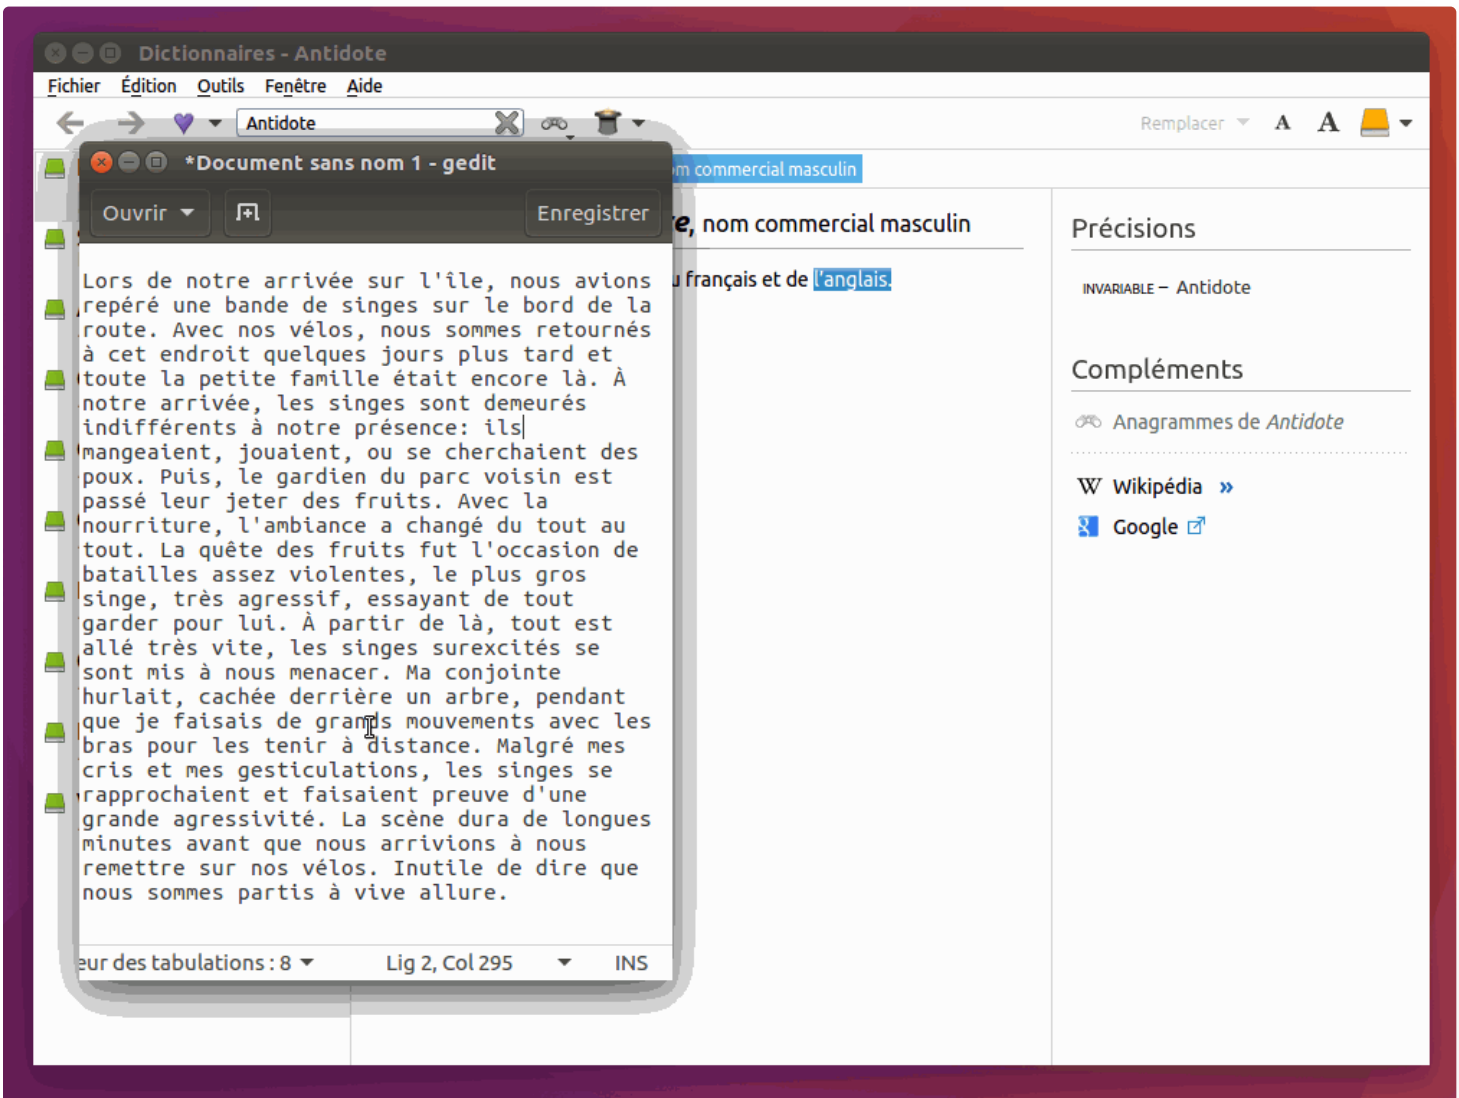 Dictionnaires - Antidote
Fichier Édition Outils Fenêtre Aide
Antidote
Remplacer A A
*Document sans nom 1 - gedit
Ouvrir
Enregistrer
Lors de notre arrivée sur l'île, nous avions
repéré une bande de singes sur le bord de la
route. Avec nos vélos, nous sommes retournés
à cet endroit quelques jours plus tard et
toute la petite famille était encore là. À
notre arrivée, les singes sont demeurés
indifférents à notre présence: ils
mangeaient, jouaient, ou se cherchaient des
poux. Puis, le gardien du parc voisin est
passé leur jeter des fruits. Avec la
nourriture, l'ambiance a changé du tout au
tout. La quête des fruits fut l'occasion de
batailles assez violentes, le plus gros
singe, très agressif, essayant de tout
garder pour lui. À partir de là, tout est
allé très vite, les singes surexcités se
sont mis à nous menacer. Ma conjointe
hurlait, cachée derrière un arbre, pendant
que je faisais de grands mouvements avec les
bras pour les tenir à distance. Malgré mes
cris et mes gesticulations, les singes se
rapprochaient et faisaient preuve d'une
grande agressivité. La scène dura de longues
minutes avant que nous arrivions à nous
remettre sur nos vélos. Inutile de dire que
nous sommes partis à vive allure.
eur des tabulations : 8
Lig 2, Col 295
INS
commercial masculin
, nom commercial masculin
français et de l'anglais.
Précisions
INVARIABLE – Antidote
Compléments
Anagrammes de Antidote
W Wikipédia »
Google